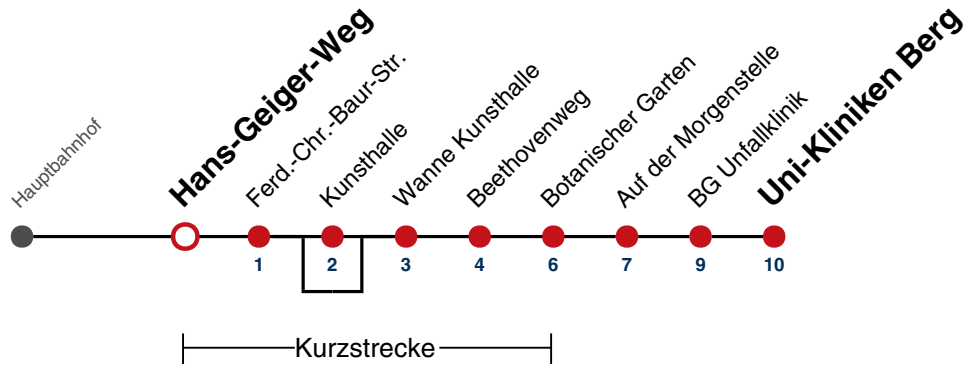 Hauptbahnhof
Hans-Geiger-Weg
Ferd.-Chr.-Baur-Str.
Kunsthalle
Wanne Kunsthalle
Beethovenweg
Botanischer Garten
Auf der Morgenstelle
BG Unfallklinik
Uni-Kliniken Berg
1 2 3 4 6 7 9 10
Kurzstrecke